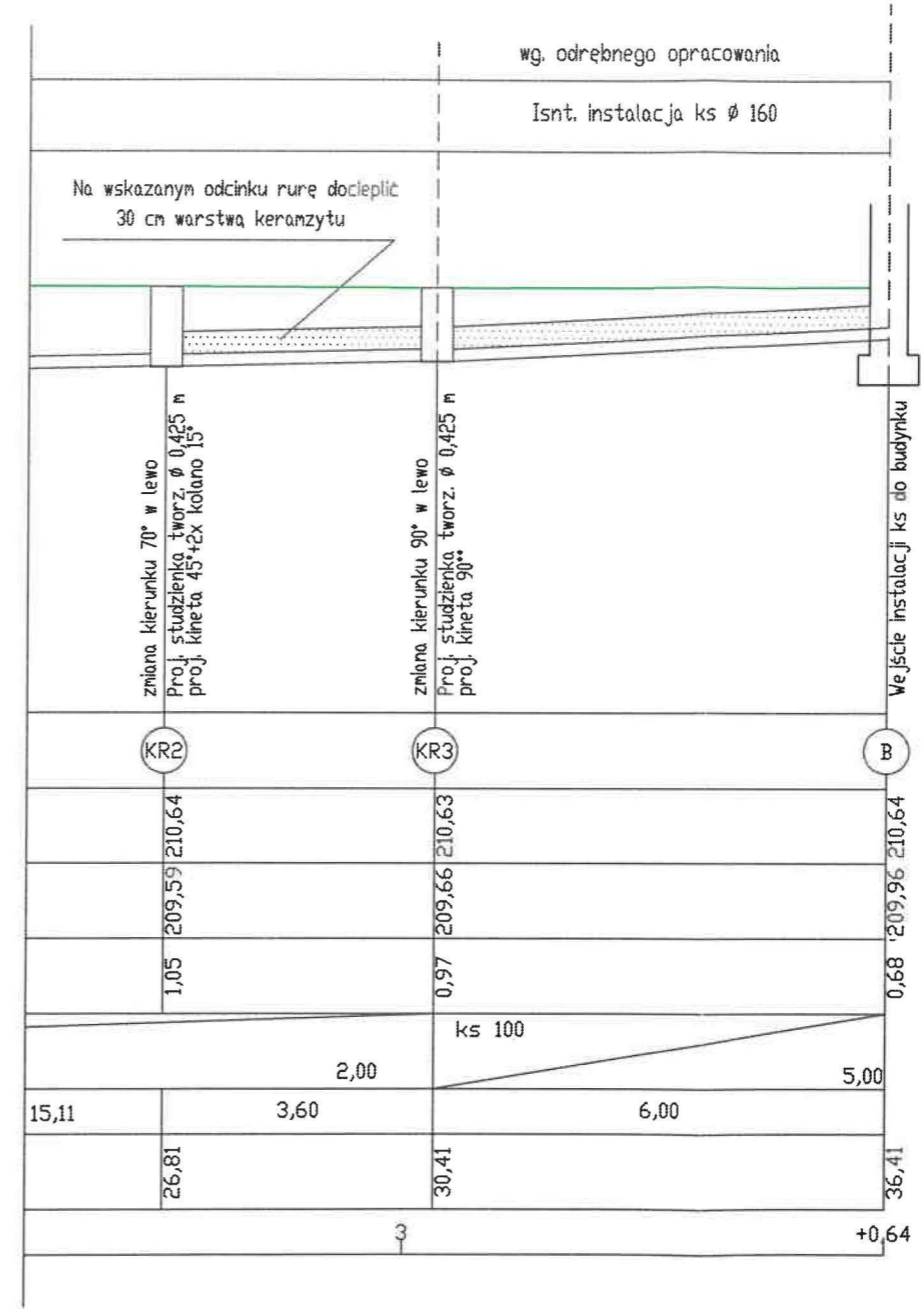 wg. odrębnego opracowania
Isnt. instalacja ks ø 160
Na wskazanym odcinku rurę docieplić
30 cm warstwą keramzytu
zmiana kierunku 70° w lewo
Proj. studzienka tworz. ø 0,425 m
proj. kineta 45°+2x kolano 15°
zmiana kierunku 90° w lewo
Proj. studzienka tworz. ø 0,425 m
proj. kineta 90°°
Wejście instalacji ks do budynku
KR2
KR3
B
210,64
210,63
210,64
209,59
209,66
209,96
1,05
0,97
0,68
ks 100
2,00
5,00
15,11
3,60
6,00
26,81
30,41
36,41
3
+0,64